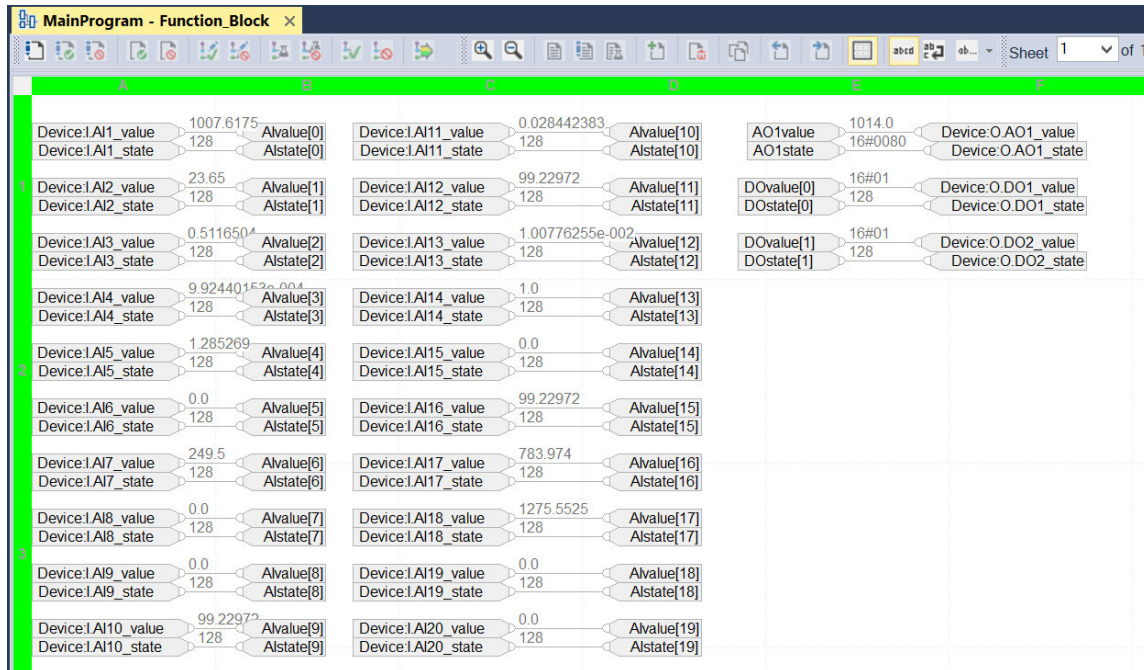 MainProgram - Function_Block ×
abcd ab c ab... Sheet 1 of 1
A B C D E F
1007.6175 0.028442383 1014.0
Device:I.AI1_value AIvalue[0] Device:I.AI11_value AIvalue[10] AO1value Device:O.AO1_value
128 128 16#0080
Device:I.AI1_state AIstate[0] Device:I.AI11_state AIstate[10] AO1state Device:O.AO1_state
23.65 99.22972 16#01
1 Device:I.AI2_value AIvalue[1] Device:I.AI12_value AIvalue[11] DOvalue[0] Device:O.DO1_value
128 128 128
Device:I.AI2_state AIstate[1] Device:I.AI12_state AIstate[11] DOstate[0] Device:O.DO1_state
0.5116504 1.00776255e-002 16#01
Device:I.AI3_value AIvalue[2] Device:I.AI13_value AIvalue[12] DOvalue[1] Device:O.DO2_value
128 128 128
Device:I.AI3_state AIstate[2] Device:I.AI13_state AIstate[12] DOstate[1] Device:O.DO2_state
9.92440153e-004 1.0
Device:I.AI4_value AIvalue[3] Device:I.AI14_value AIvalue[13]
128 128
Device:I.AI4_state AIstate[3] Device:I.AI14_state AIstate[13]
1.285269 0.0
Device:I.AI5_value AIvalue[4] Device:I.AI15_value AIvalue[14]
128 128
2 Device:I.AI5_state AIstate[4] Device:I.AI15_state AIstate[14]
0.0 99.22972
Device:I.AI6_value AIvalue[5] Device:I.AI16_value AIvalue[15]
128 128
Device:I.AI6_state AIstate[5] Device:I.AI16_state AIstate[15]
249.5 783.974
Device:I.AI7_value AIvalue[6] Device:I.AI17_value AIvalue[16]
128 128
Device:I.AI7_state AIstate[6] Device:I.AI17_state AIstate[16]
0.0 1275.5525
Device:I.AI8_value AIvalue[7] Device:I.AI18_value AIvalue[17]
128 128
Device:I.AI8_state AIstate[7] Device:I.AI18_state AIstate[17]
3
0.0 0.0
Device:I.AI9_value AIvalue[8] Device:I.AI19_value AIvalue[18]
128 128
Device:I.AI9_state AIstate[8] Device:I.AI19_state AIstate[18]
99.22972 0.0
Device:I.AI10_value AIvalue[9] Device:I.AI20_value AIvalue[19]
128 128
Device:I.AI10_state AIstate[9] Device:I.AI20_state AIstate[19]